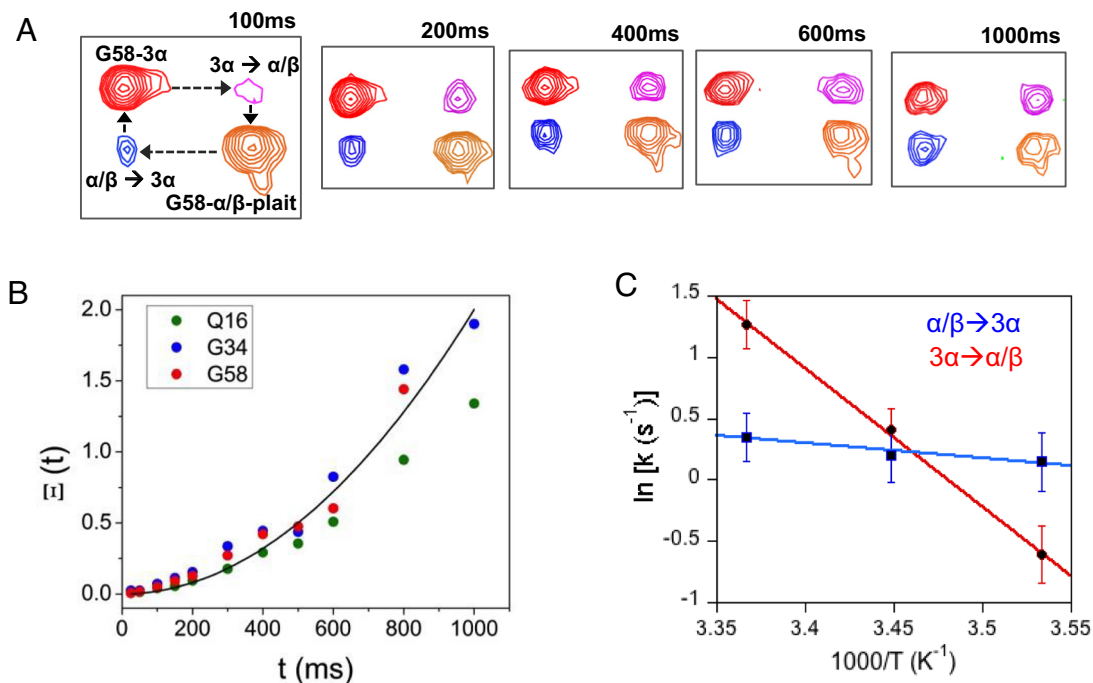 A
100ms
200ms
400ms
600ms
1000ms
G58-3α
3α → α/β
α/β → 3α
G58-α/β-plait
B
2.0
1.5
1.0
0.5
0.0
Ξ (t)
Q16
G34
G58
0 200 400 600 800 1000
t (ms)
C
1.5
1
0.5
0
-0.5
-1
ln [k (s⁻¹)]
α/β→3α
3α→α/β
3.35 3.4 3.45 3.5 3.55
1000/T (K⁻¹)